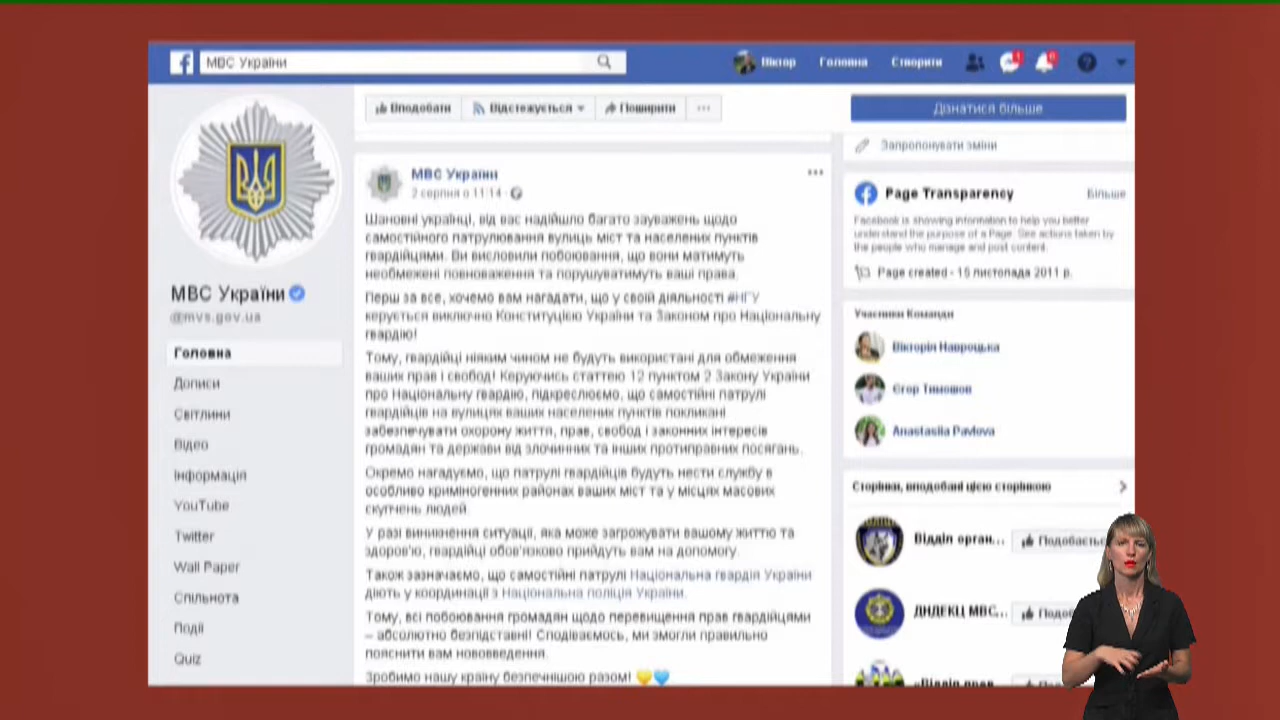 МВС України
Віктор
Головна
Створити
Вподобати
Відстежується
Поширити
Дізнатися більше
Запропонувати зміни
МВС України
@mvs.gov.ua
Головна
Дописи
Світлини
Відео
Інформація
YouTube
Twitter
Wall Paper
Спільнота
Події
Quiz
МВС України
2 серпня о 11:14
Шановні українці, від вас надійшло багато зауважень щодо
самостійного патрулювання вулиць міст та населених пунктів
гвардійцями. Ви висловили побоювання, що вони матимуть
необмежені повноваження та порушуватимуть ваші права.
Перш за все, хочемо вам нагадати, що у своїй діяльності #НГУ
керується виключно Конституцією України та Законом про Національну
гвардію!
Тому, гвардійці ніяким чином не будуть використані для обмеження
ваших прав і свобод! Керуючись статтею 12 пунктом 2 Закону України
про Національну гвардію, підкреслюємо, що самостійні патрулі
гвардійців на вулицях ваших населених пунктів покликані
забезпечувати охорону життя, прав, свобод і законних інтересів
громадян та держави від злочинних та інших протиправних посягань.
Окремо нагадуємо, що патрулі гвардійців будуть нести службу в
особливо криміногенних районах ваших міст та у місцях масових
скупчень людей.
У разі виникнення ситуації, яка може загрожувати вашому життю та
здоров'ю, гвардійці обов'язково прийдуть вам на допомогу.
Також зазначаємо, що самостійні патрулі Національна гвардія України
діють у координації з Національна поліція України.
Тому, всі побоювання громадян щодо перевищення прав гвардійцями
– абсолютно безпідставні! Сподіваємось, ми змогли правильно
пояснити вам нововведення.
Зробимо нашу країну безпечнішою разом! 💛💙
Page Transparency
Більше
Facebook is showing information to help you better
understand the purpose of a Page. See actions taken by
the people who manage and post content.
Page created - 15 листопада 2011 р.
Учасники Команди
Вікторія Навроцька
Єгор Тимошов
Anastasiia Pavlova
Сторінки, вподобані цією сторінкою
Відділ орган...
Подобаєтьс
ДНДЕКЦ МВС...
Подо
«Відділ прав